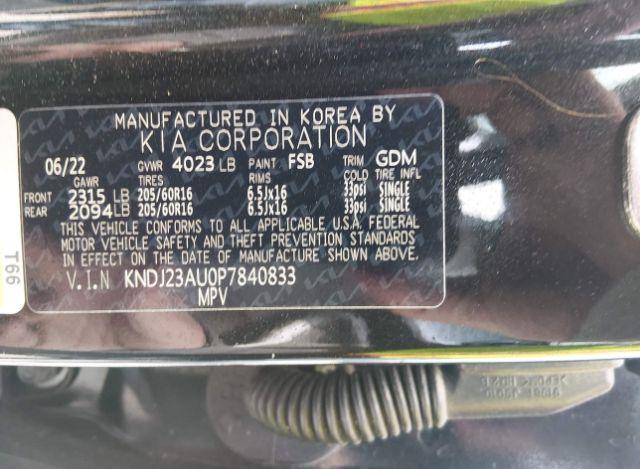 MANUFACTURED IN KOREA BY
KIA CORPORATION
06/22 GVWR 4023 LB PAINT FSB TRIM GDM
GAWR TIRES RIMS COLD TIRE INFL
FRONT 2315 LB 205/60R16 6.5Jx16 33psi SINGLE
REAR 2094 LB 205/60R16 6.5Jx16 33psi SINGLE
THIS VEHICLE CONFORMS TO ALL APPLICABLE U.S.A. FEDERAL
MOTOR VEHICLE SAFETY AND THEFT PREVENTION STANDARDS
IN EFFECT ON THE DATE OF MANUFACTURE SHOWN ABOVE.
V.I.N KNDJ23AU0P7840833
MPV
T66